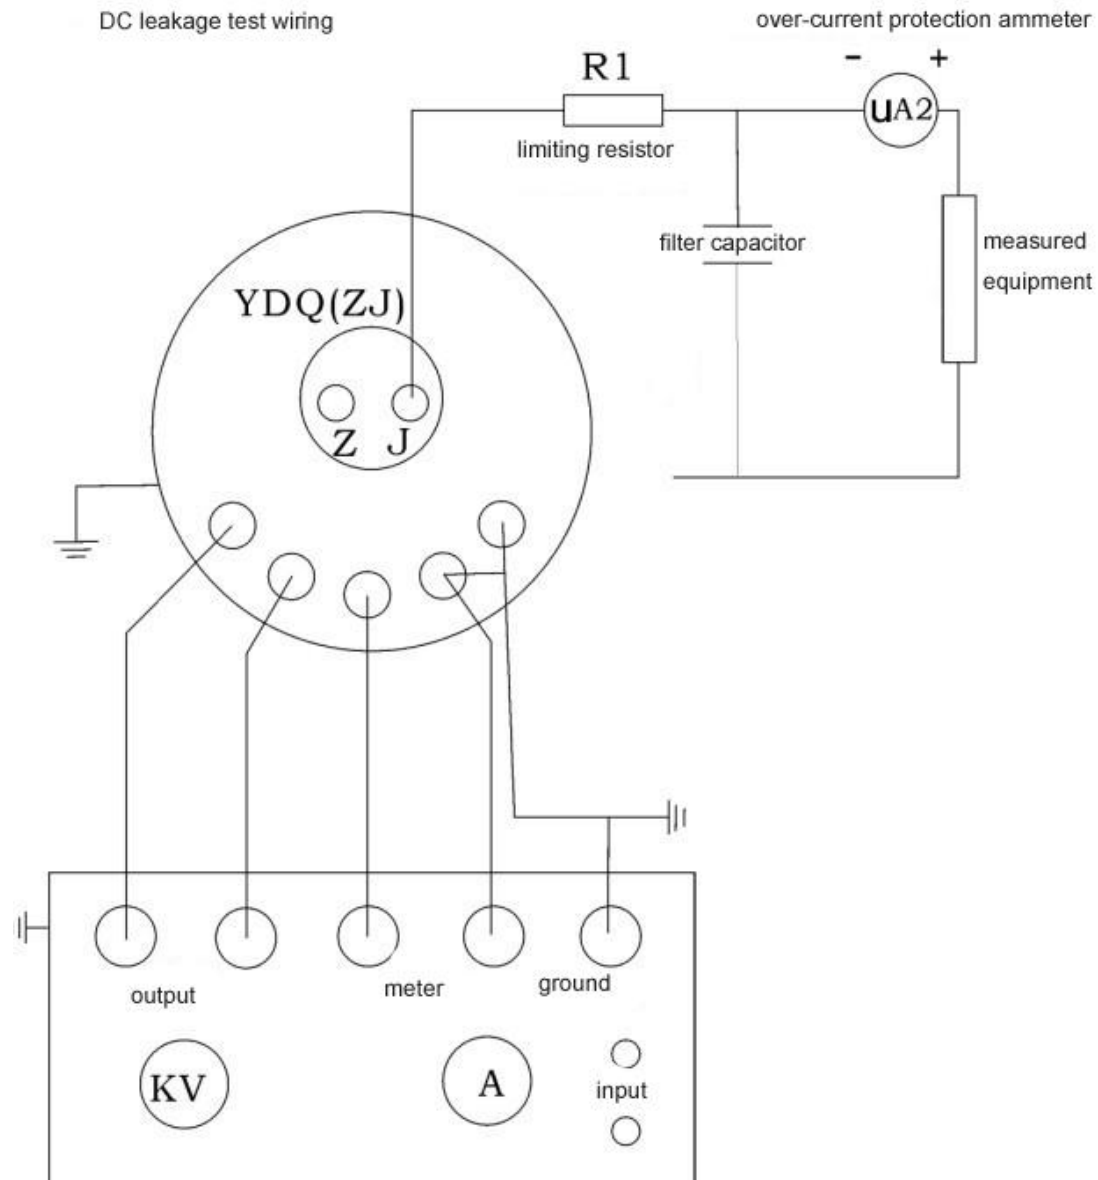 DC leakage test wiring
over-current protection ammeter
- +
R1
uA2
limiting resistor
filter capacitor
measured
equipment
YDQ(ZJ)
Z J
output
meter
ground
KV
A
input